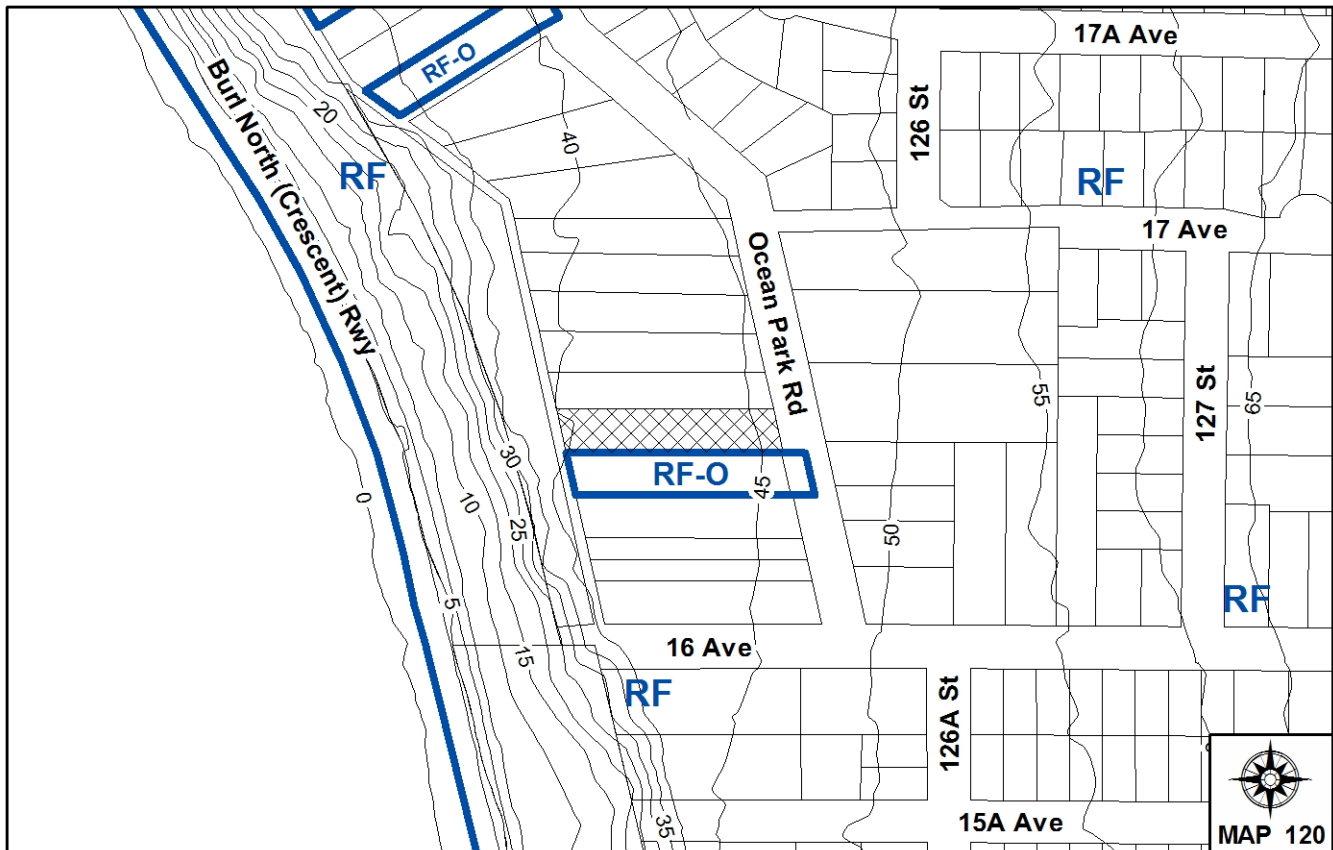 17A Ave
RF-O
Burl North (Crescent) Rwy
20
40
126 St
RF
RF
17 Ave
Ocean Park Rd
55
127 St
65
30
RF-O
45
0
10
25
50
5
RF
16 Ave
15
RF
126A St
35
15A Ave
MAP 120